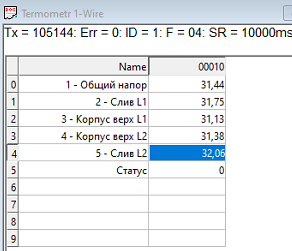 Termometr 1-Wire
Tx = 105144: Err = 0: ID = 1: F = 04: SR = 10000ms
Name 00010
0 1 - Общий напор 31,44
1 2 - Слив L1 31,75
2 3 - Корпус верх L1 31,13
3 4 - Корпус верх L2 31,38
4 5 - Слив L2 32,06
5 Статус 0
6
7
8
9